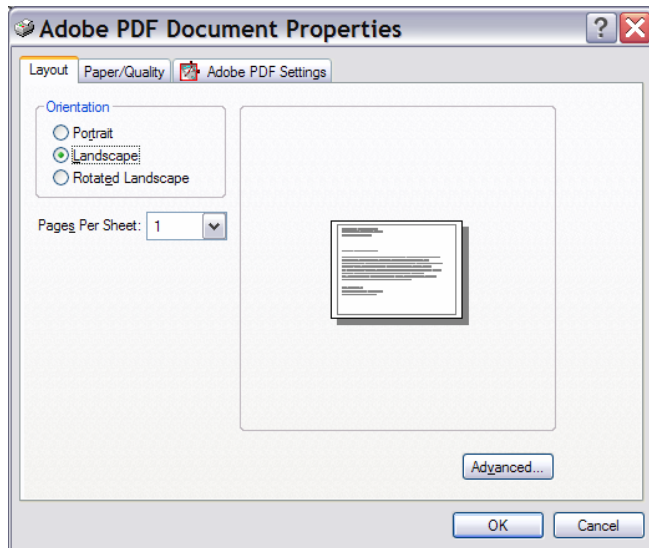 Adobe PDF Document Properties
Layout Paper/Quality Adobe PDF Settings
Orientation
Portrait
Landscape
Rotated Landscape
Pages Per Sheet: 1
Advanced...
OK Cancel